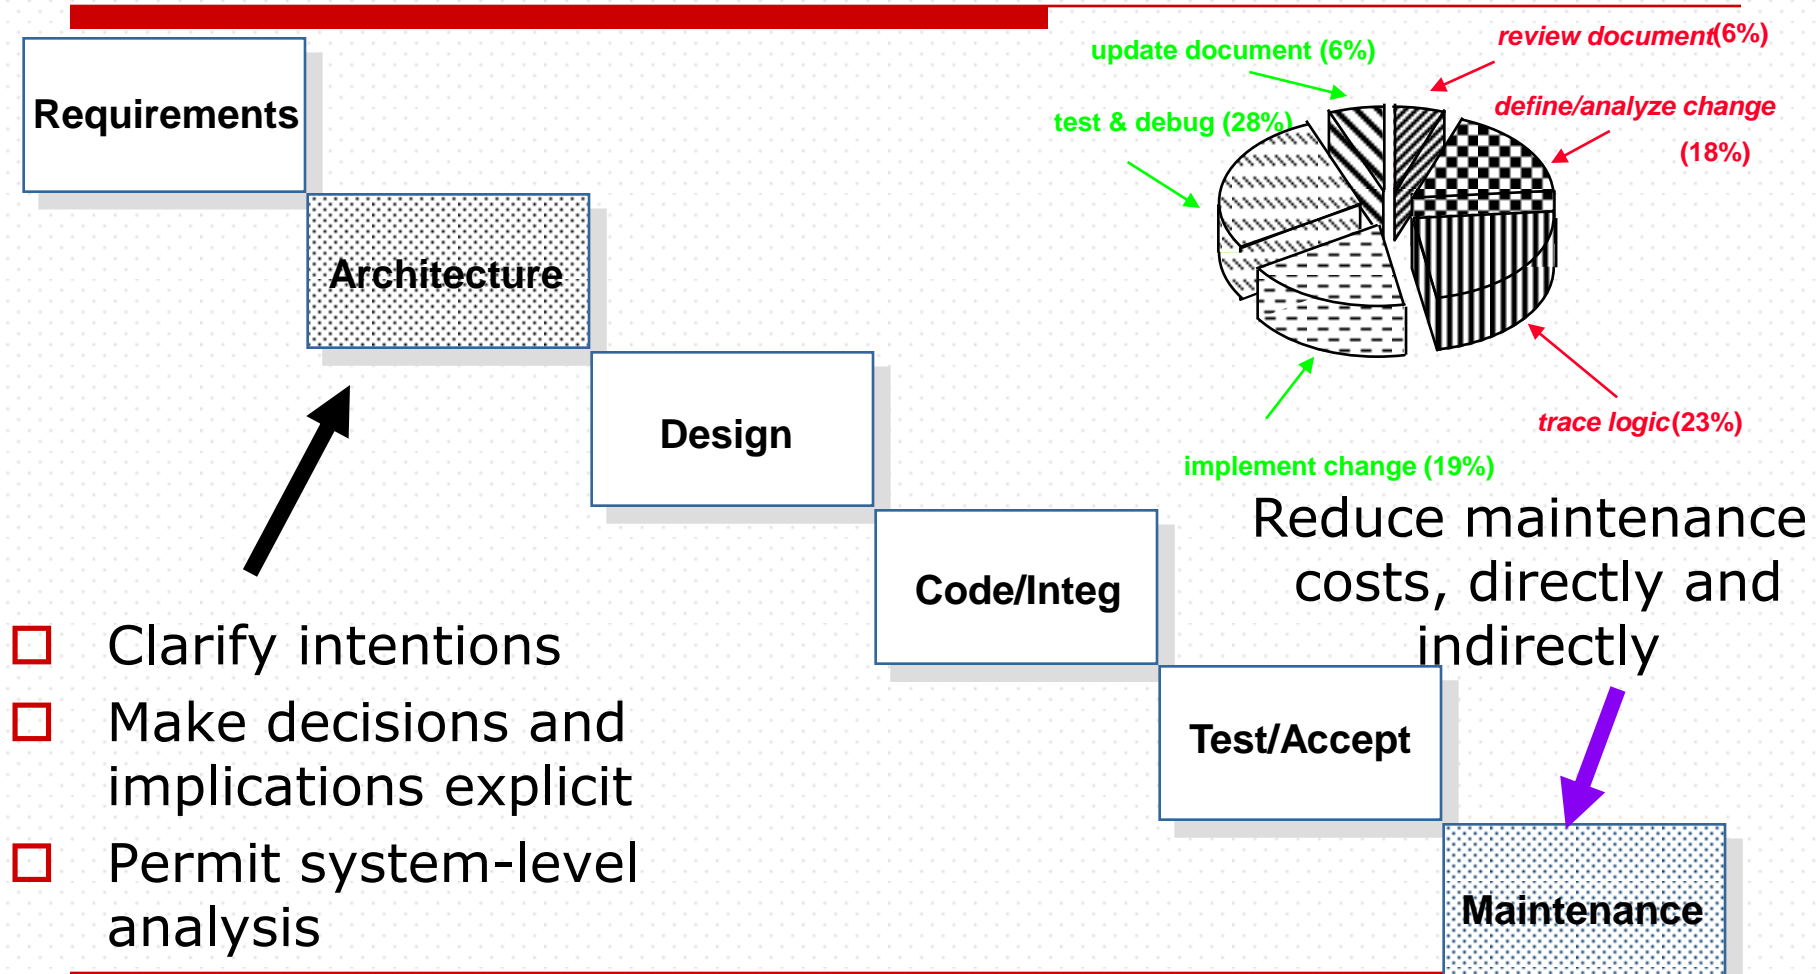 Requirements
Architecture
Design
Code/Integ
Test/Accept
Maintenance
update document (6%)
review document(6%)
test & debug (28%)
define/analyze change
(18%)
trace logic(23%)
implement change (19%)
Reduce maintenance
costs, directly and
indirectly
Clarify intentions
Make decisions and
implications explicit
Permit system-level
analysis